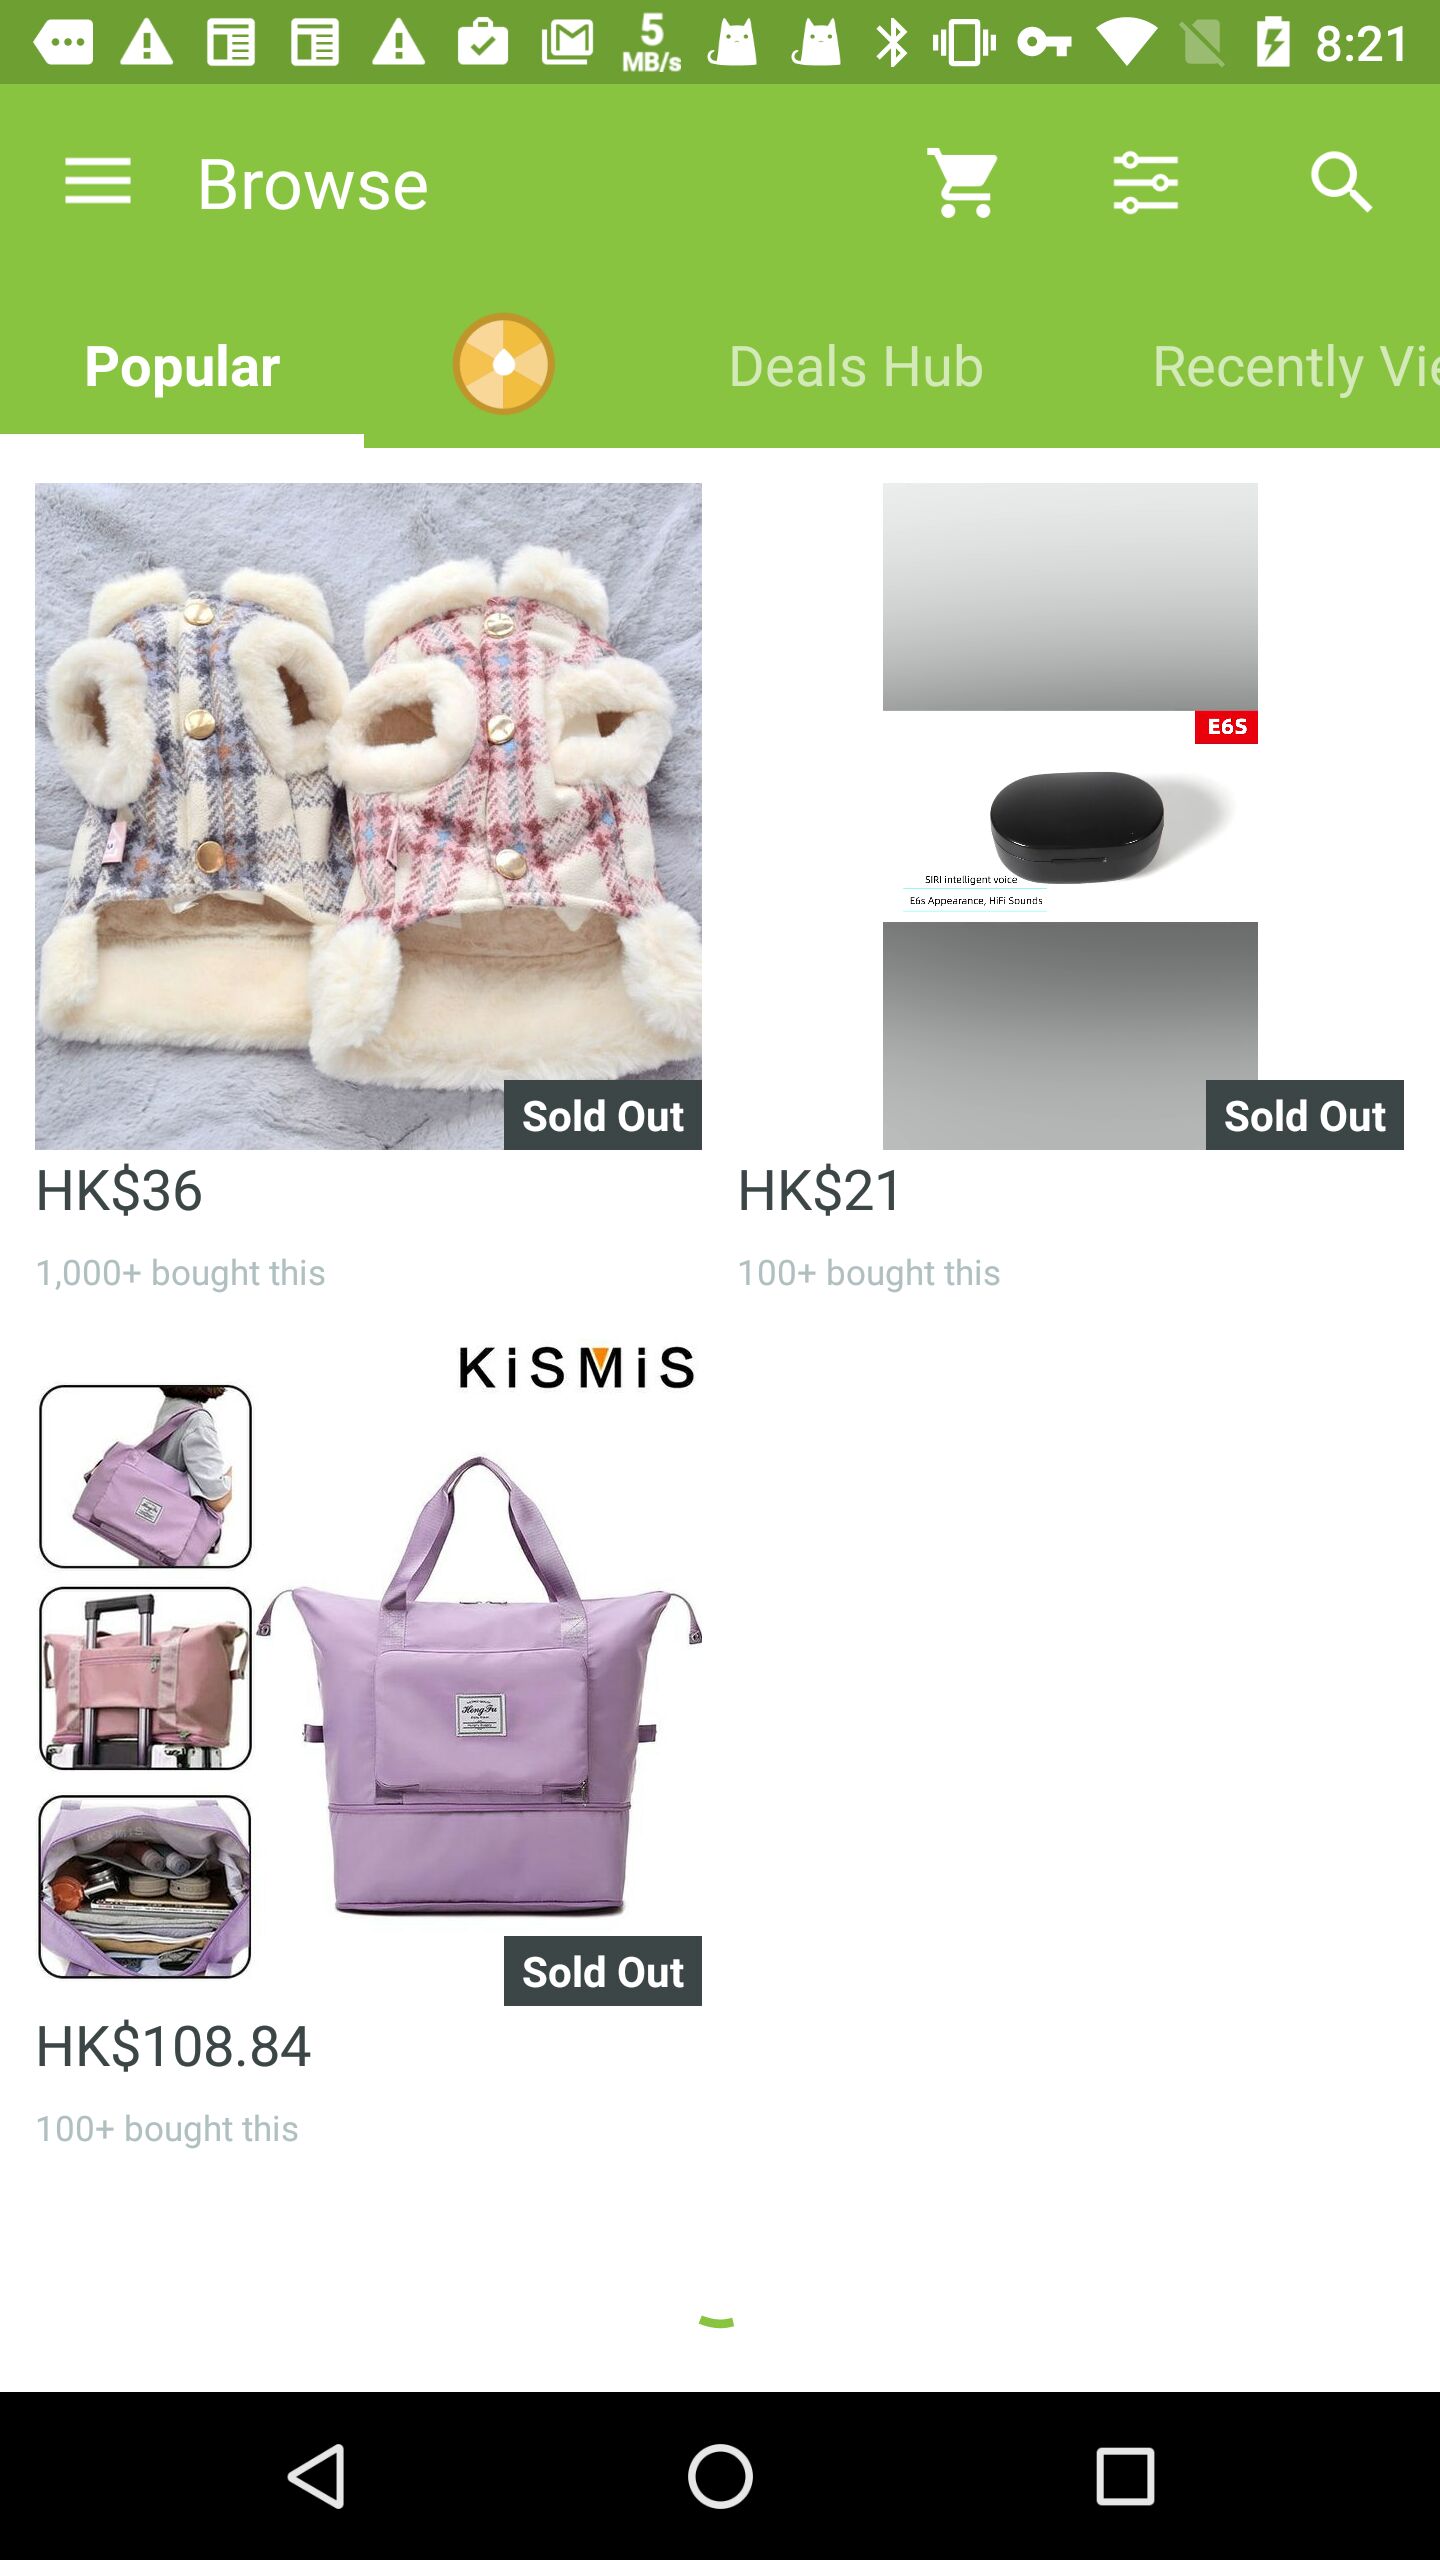 5
MB/s
8:21
Browse
Popular
Deals Hub
Recently Vie
E6S
SIRI intelligent voice
E6s Appearance, HiFi Sounds
Sold Out
Sold Out
HK$36
HK$21
1,000+ bought this
100+ bought this
KiSMiS
HengFu
KiSMiS
Sold Out
HK$108.84
100+ bought this